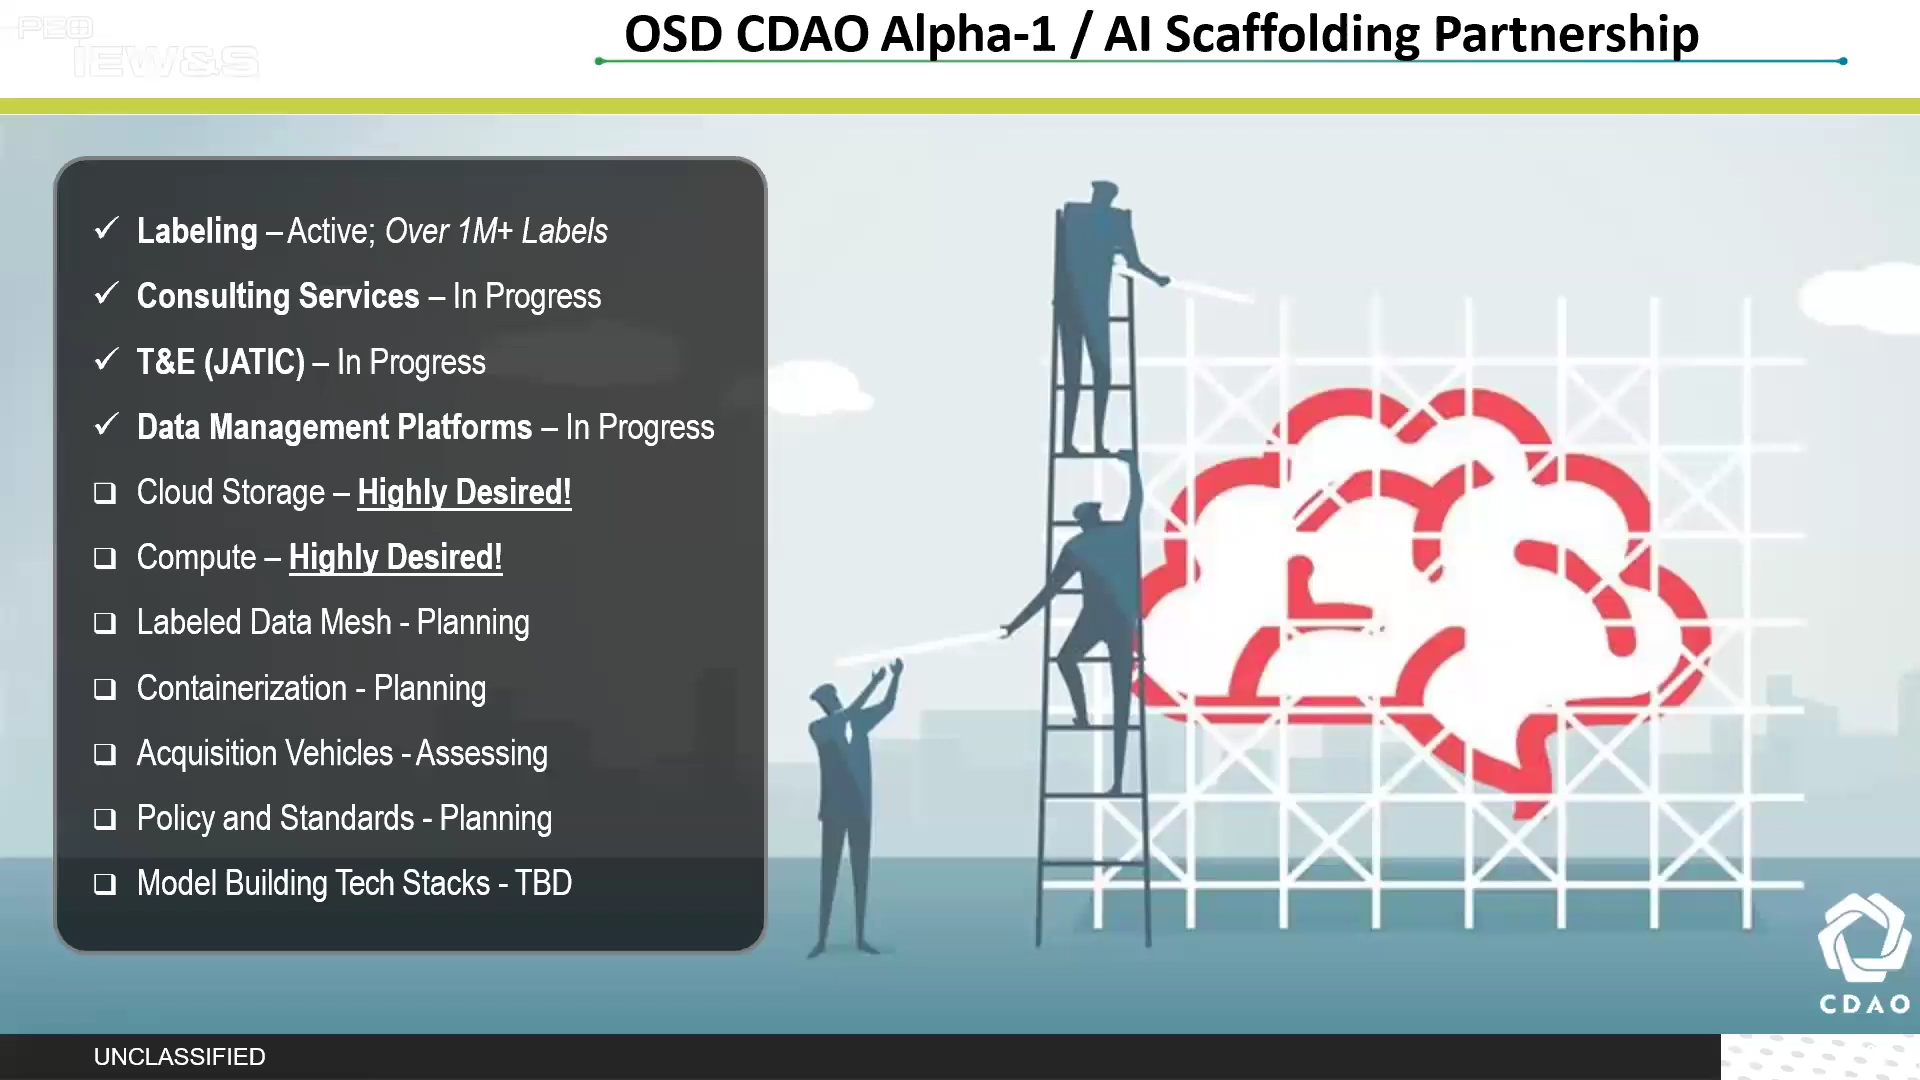 PEO
IEW&S
OSD CDAO Alpha-1 / AI Scaffolding Partnership
✓ Labeling – Active; Over 1M+ Labels
✓ Consulting Services – In Progress
✓ T&E (JATIC) – In Progress
✓ Data Management Platforms – In Progress
❑ Cloud Storage – Highly Desired!
❑ Compute – Highly Desired!
❑ Labeled Data Mesh - Planning
❑ Containerization - Planning
❑ Acquisition Vehicles - Assessing
❑ Policy and Standards - Planning
❑ Model Building Tech Stacks - TBD
CDAO
UNCLASSIFIED